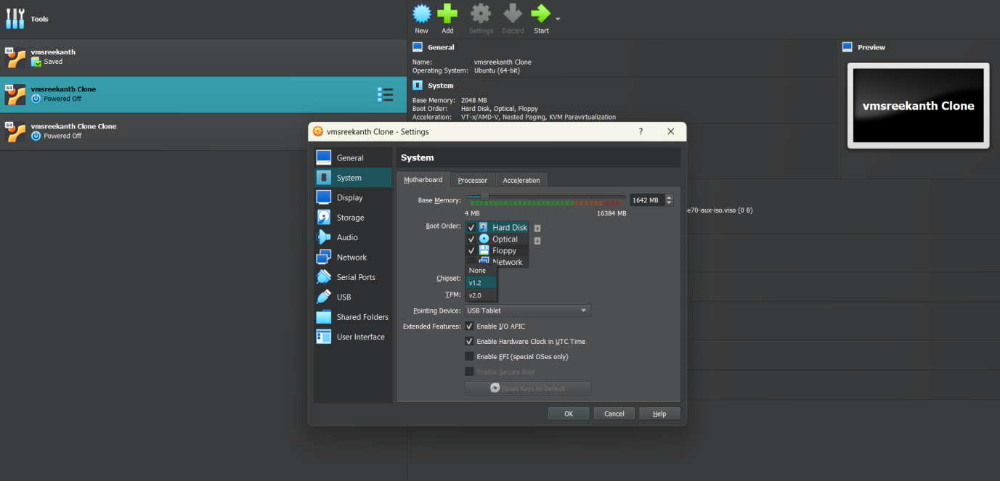 Tools
64
vmsreekanth
Saved
64
vmsreekanth Clone
Powered Off
64
vmsreekanth Clone Clone
Powered Off
New
Add
Settings
Discard
Start
General
Name: vmsreekanth Clone
Operating System: Ubuntu (64-bit)
System
Base Memory: 2048 MB
Boot Order: Hard Disk, Optical, Floppy
Acceleration: VT-x/AMD-V, Nested Paging, KVM Paravirtualization
Preview
vmsreekanth Clone
e70-aux-iso.viso (0 B)
vmsreekanth Clone - Settings
?
General
System
Display
Storage
Audio
Network
Serial Ports
USB
Shared Folders
User Interface
System
Motherboard
Processor
Acceleration
Base Memory:
1642 MB
4 MB
16384 MB
Boot Order:
Hard Disk
Optical
Floppy
Network
Chipset:
TPM:
None
v1.2
v2.0
Pointing Device: USB Tablet
Extended Features: Enable I/O APIC
Enable Hardware Clock in UTC Time
Enable EFI (special OSes only)
Enable Secure Boot
Reset Keys to Default
OK
Cancel
Help